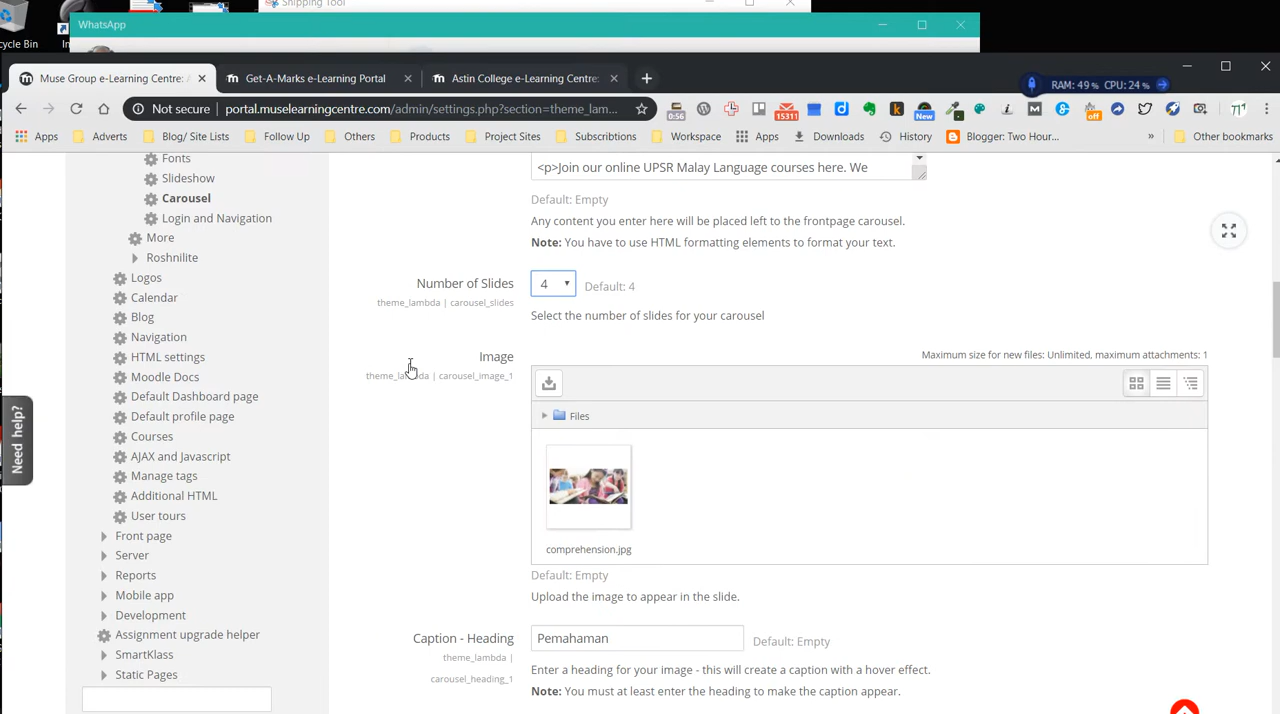 Snipping Tool
WhatsApp
cycle Bin
Muse Group e-Learning Centre: A
Get-A-Marks e-Learning Portal
Astin College e-Learning Centre:
RAM: 49% CPU: 24%
Not secure portal.muselearningcentre.com/admin/settings.php?section=theme_lam...
0:56
15311
New
off
Apps
Adverts
Blog/ Site Lists
Follow Up
Others
Products
Project Sites
Subscribtions
Workspace
Apps
Downloads
History
Blogger: Two Hour...
» Other bookmarks
Fonts
Slideshow
Carousel
Login and Navigation
More
Roshnilite
Logos
Calendar
Blog
Navigation
HTML settings
Moodle Docs
Default Dashboard page
Default profile page
Courses
AJAX and Javascript
Manage tags
Additional HTML
User tours
Front page
Server
Reports
Mobile app
Development
Assignment upgrade helper
SmartKlass
Static Pages
Need help?
<p>Join our online UPSR Malay Language courses here. We
Default: Empty
Any content you enter here will be placed left to the frontpage carousel.
Note: You have to use HTML formatting elements to format your text.
Number of Slides
theme_lambda | carousel_slides
4
Default: 4
Select the number of slides for your carousel
Image
theme_lambda | carousel_image_1
Maximum size for new files: Unlimited, maximum attachments: 1
Files
comprehension.jpg
Default: Empty
Upload the image to appear in the slide.
Caption - Heading
theme_lambda |
carousel_heading_1
Pemahaman
Default: Empty
Enter a heading for your image - this will create a caption with a hover effect.
Note: You must at least enter the heading to make the caption appear.